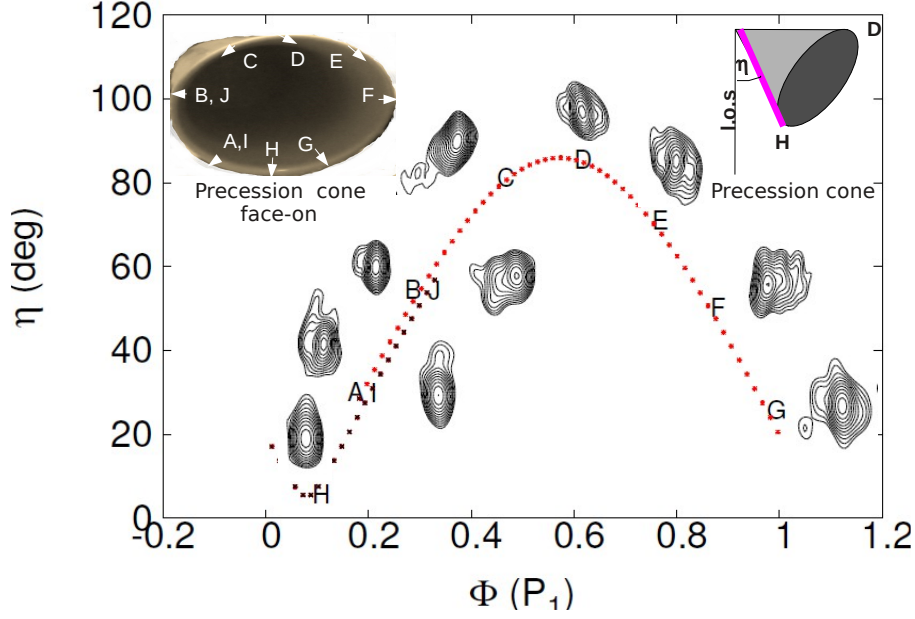 120
100
80
60
40
20
0
η (deg)
-0.2
0
0.2
0.4
0.6
0.8
1
1.2
Φ (P₁)
C
D
E
B, J
F
A,I
H
G
Precession cone
face-on
D
η
l.o.s
H
Precession cone
C
D
E
B J
F
A I
G
H